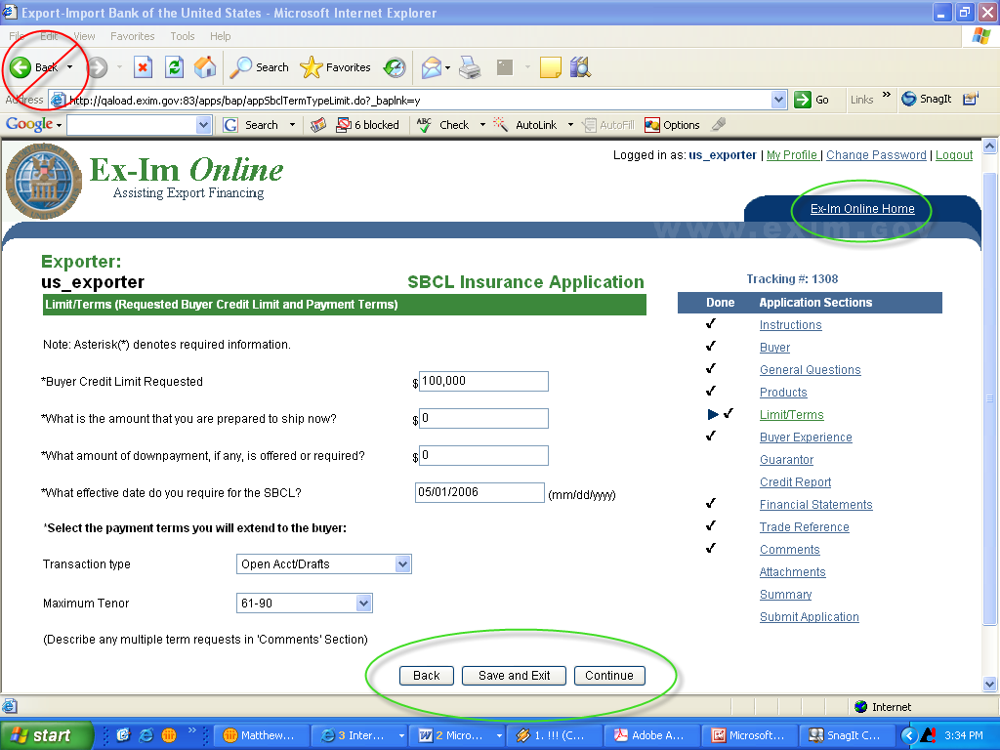 Export-Import Bank of the United States - Microsoft Internet Explorer
File Edit View Favorites Tools Help
Back Search Favorites
Address http://qaload.exim.gov:83/apps/bap/appSbclTermTypeLimit.do?_baplnk=y Go Links » SnagIt
Google Search 6 blocked ABC Check AutoLink AutoFill Options
Logged in as: us_exporter | My Profile | Change Password | Logout
Ex-Im Online
Assisting Export Financing
Ex-Im Online Home
www.exim.gov
Exporter:
us_exporter
SBCL Insurance Application
Limit/Terms (Requested Buyer Credit Limit and Payment Terms)
Note: Asterisk(*) denotes required information.
*Buyer Credit Limit Requested $ 100,000
*What is the amount that you are prepared to ship now? $ 0
*What amount of downpayment, if any, is offered or required? $ 0
*What effective date do you require for the SBCL? 05/01/2006 (mm/dd/yyyy)
*Select the payment terms you will extend to the buyer:
Transaction type Open Acct/Drafts
Maximum Tenor 61-90
(Describe any multiple term requests in 'Comments' Section)
Back Save and Exit Continue
Tracking #: 1308
Done Application Sections
Instructions
Buyer
General Questions
Products
Limit/Terms
Buyer Experience
Guarantor
Credit Report
Financial Statements
Trade Reference
Comments
Attachments
Summary
Submit Application
Internet
start » Matthew... 3 Inter... 2 Micro... 1. !!! (C... Adobe A... Microsoft... SnagIt C... 3:34 PM